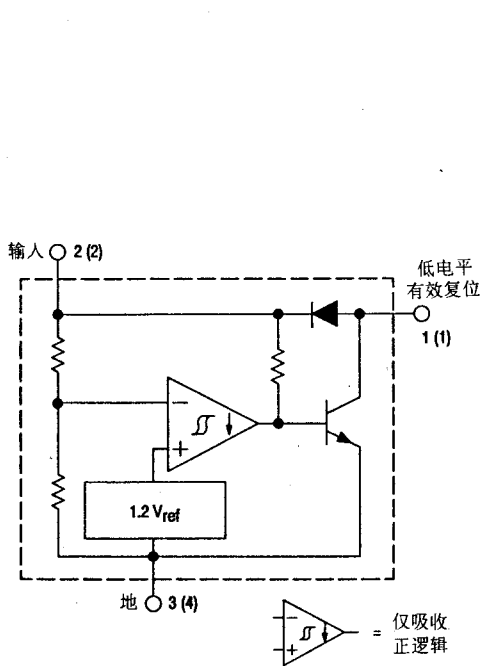 输入 2 (2)
低电平
有效复位
1 (1)
−
+
1.2 Vref
地 3 (4)
−
+
= 仅吸收
正逻辑